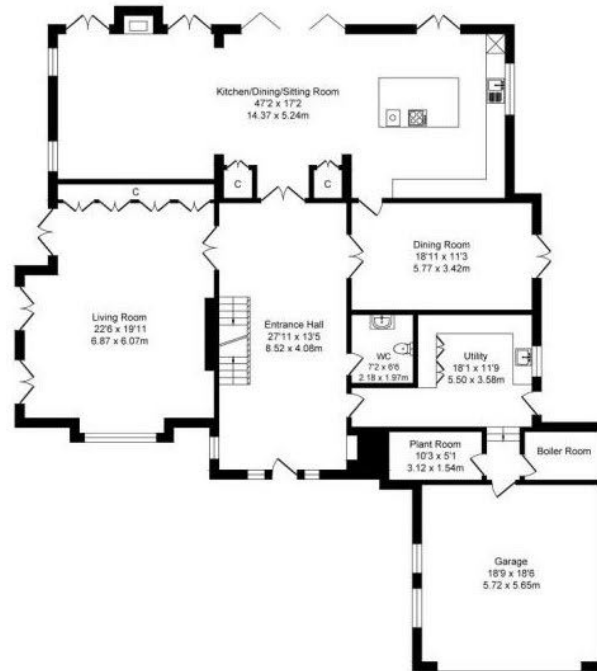 Kitchen/Dining/Sitting Room
47'2 x 17'2
14.37 x 5.24m
C
C
C
Dining Room
18'11 x 11'3
5.77 x 3.42m
Living Room
22'6 x 19'11
6.87 x 6.07m
Entrance Hall
27'11 x 13'5
8.52 x 4.08m
WC
7'2 x 6'6
2.18 x 1.97m
Utility
18'1 x 11'9
5.50 x 3.58m
Plant Room
10'3 x 5'1
3.12 x 1.54m
Boiler Room
Garage
18'9 x 18'6
5.72 x 5.65m